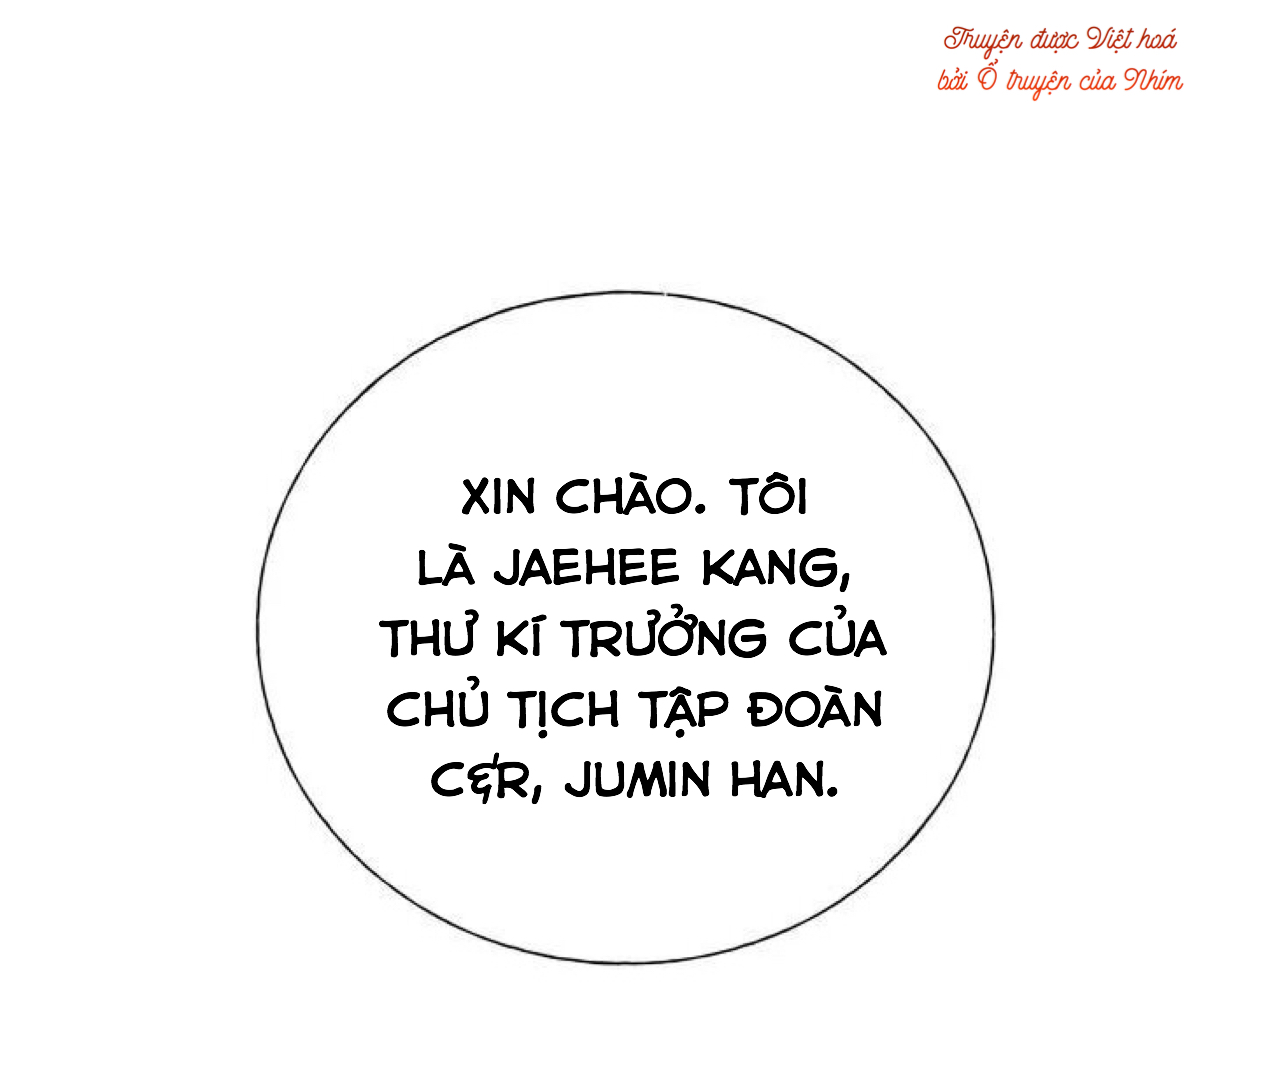 Truyện được Việt hoá
bởi Ổ truyện của Nhím
XIN CHÀO. TÔI
LÀ JAEHEE KANG,
THƯ KÍ TRƯỞNG CỦA
CHỦ TỊCH TẬP ĐOÀN
C&R, JUMIN HAN.